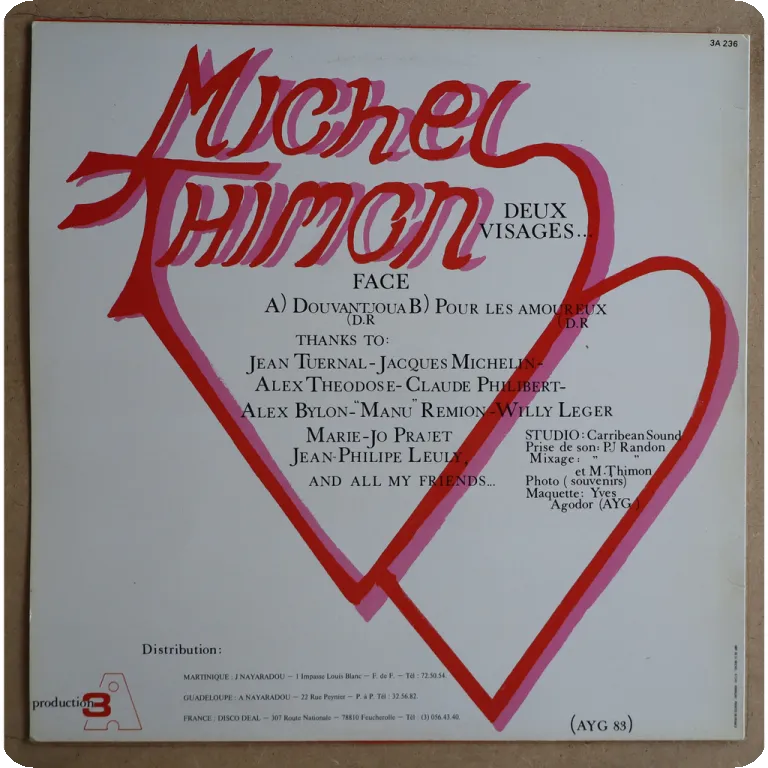 3A 236
Michel
Thimon
DEUX
VISAGES...
FACE
A) DOUVANTJOUA B) POUR LES AMOUREUX
(D.R (D.R
THANKS TO:
JEAN TUERNAL-JACQUES MICHELIN-
ALEX THEODOSE-CLAUDE PHILIBERT-
ALEX BYLON-"MANU" REMION-WILLY LEGER
MARIE-JO PRAJET
JEAN-PHILIPE LEULY,
AND ALL MY FRIENDS...
STUDIO: Carribean Sound
Prise de son: P.J Randon
Mixage: " "
et M.Thimon
Photo ( souvenirs)
Maquette: Yves
Agodor (AYG )
Distribution:
MARTINIQUE : J NAYARADOU — 1 Impasse Louis Blanc — F. de F. — Tél : 72.50.54.
GUADELOUPE : A NAYARADOU — 22 Rue Peynier — P. à P. Tél : 32.56.82.
FRANCE : DISCO DEAL — 307 Route Nationale — 78810 Feucherolle — Tél : (3) 056.43.40.
production 3A
(AYG 83)